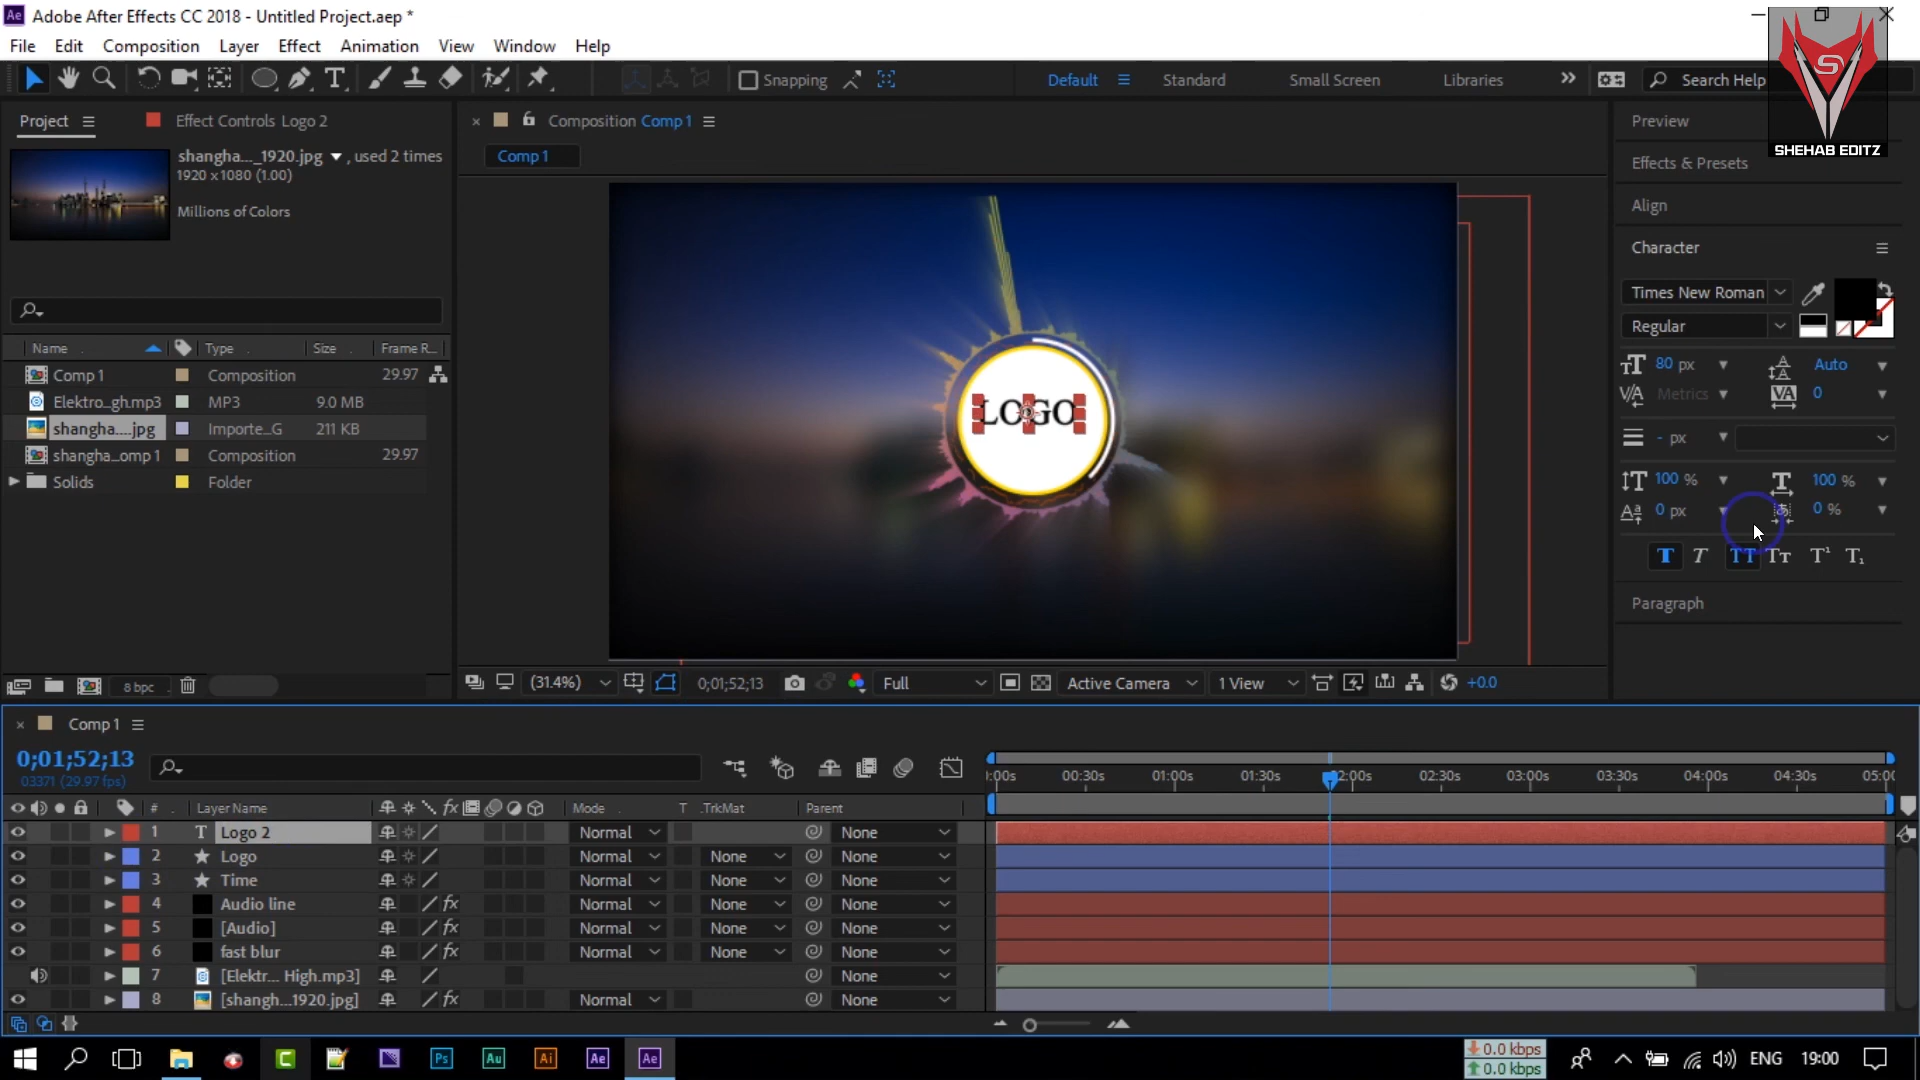 Adobe After Effects CC 2018 - Untitled Project.aep *
File Edit Composition Layer Effect Animation View Window Help
Snapping Default Standard Small Screen Libraries Search Help
SHEHAB EDITZ
Project Effect Controls Logo 2
shangha..._1920.jpg , used 2 times
1920 x1080 (1.00)
Millions of Colors
Name Type Size Frame R...
Comp 1 Composition 29.97
Elektro...gh.mp3 MP3 9.0 MB
shangha....jpg Importe...G 211 KB
shangha...omp 1 Composition 29.97
Solids Folder
8 bpc
Composition Comp 1
Comp 1
LOGO
(31.4%) 0;01;52;13 Full Active Camera 1 View +0.0
Preview
Effects & Presets
Align
Character
Times New Roman
Regular
80 px Auto
Metrics 0
- px
100 % 100 %
0 px 0 %
Paragraph
Comp 1
0;01;52;13
03371 (29.97 fps)
:00s 00:30s 01:00s 01:30s 02:00s 02:30s 03:00s 03:30s 04:00s 04:30s 05:00
# Layer Name Mode T .TrkMat Parent
1 Logo 2 Normal None
2 Logo Normal None None
3 Time Normal None None
4 Audio line Normal None None
5 [Audio] Normal None None
6 fast blur Normal None None
7 [Elektr... High.mp3] None
8 [shangh...1920.jpg] Normal None
Ps Au Ai Ae Ae
0.0 kbps
0.0 kbps
ENG 19:00